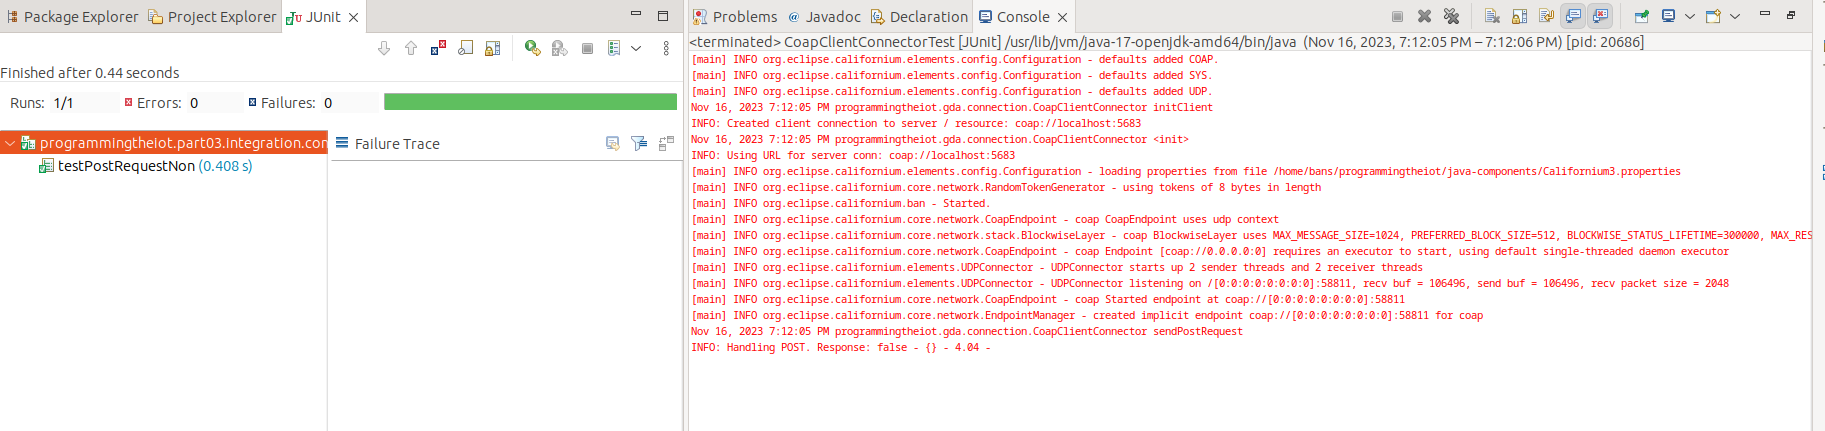 Package Explorer Project Explorer JUnit
Finished after 0.44 seconds
Runs: 1/1 Errors: 0 Failures: 0
programmingtheiot.part03.integration.con
testPostRequestNon (0.408 s)
Failure Trace
Problems @ Javadoc Declaration Console
<terminated> CoapClientConnectorTest [JUnit] /usr/lib/jvm/java-17-openjdk-amd64/bin/java (Nov 16, 2023, 7:12:05 PM – 7:12:06 PM) [pid: 20686]
[main] INFO org.eclipse.californium.elements.config.Configuration - defaults added COAP.
[main] INFO org.eclipse.californium.elements.config.Configuration - defaults added SYS.
[main] INFO org.eclipse.californium.elements.config.Configuration - defaults added UDP.
Nov 16, 2023 7:12:05 PM programmingtheiot.gda.connection.CoapClientConnector initClient
INFO: Created client connection to server / resource: coap://localhost:5683
Nov 16, 2023 7:12:05 PM programmingtheiot.gda.connection.CoapClientConnector <init>
INFO: Using URL for server conn: coap://localhost:5683
[main] INFO org.eclipse.californium.elements.config.Configuration - loading properties from file /home/bans/programmingtheiot/java-components/Californium3.properties
[main] INFO org.eclipse.californium.core.network.RandomTokenGenerator - using tokens of 8 bytes in length
[main] INFO org.eclipse.californium.ban - Started.
[main] INFO org.eclipse.californium.core.network.CoapEndpoint - coap CoapEndpoint uses udp context
[main] INFO org.eclipse.californium.core.network.stack.BlockwiseLayer - coap BlockwiseLayer uses MAX_MESSAGE_SIZE=1024, PREFERRED_BLOCK_SIZE=512, BLOCKWISE_STATUS_LIFETIME=300000, MAX_RES
[main] INFO org.eclipse.californium.core.network.CoapEndpoint - coap Endpoint [coap://0.0.0.0:0] requires an executor to start, using default single-threaded daemon executor
[main] INFO org.eclipse.californium.elements.UDPConnector - UDPConnector starts up 2 sender threads and 2 receiver threads
[main] INFO org.eclipse.californium.elements.UDPConnector - UDPConnector listening on /[0:0:0:0:0:0:0:0]:58811, recv buf = 106496, send buf = 106496, recv packet size = 2048
[main] INFO org.eclipse.californium.core.network.CoapEndpoint - coap Started endpoint at coap://[0:0:0:0:0:0:0:0]:58811
[main] INFO org.eclipse.californium.core.network.EndpointManager - created implicit endpoint coap://[0:0:0:0:0:0:0:0]:58811 for coap
Nov 16, 2023 7:12:05 PM programmingtheiot.gda.connection.CoapClientConnector sendPostRequest
INFO: Handling POST. Response: false - {} - 4.04 -